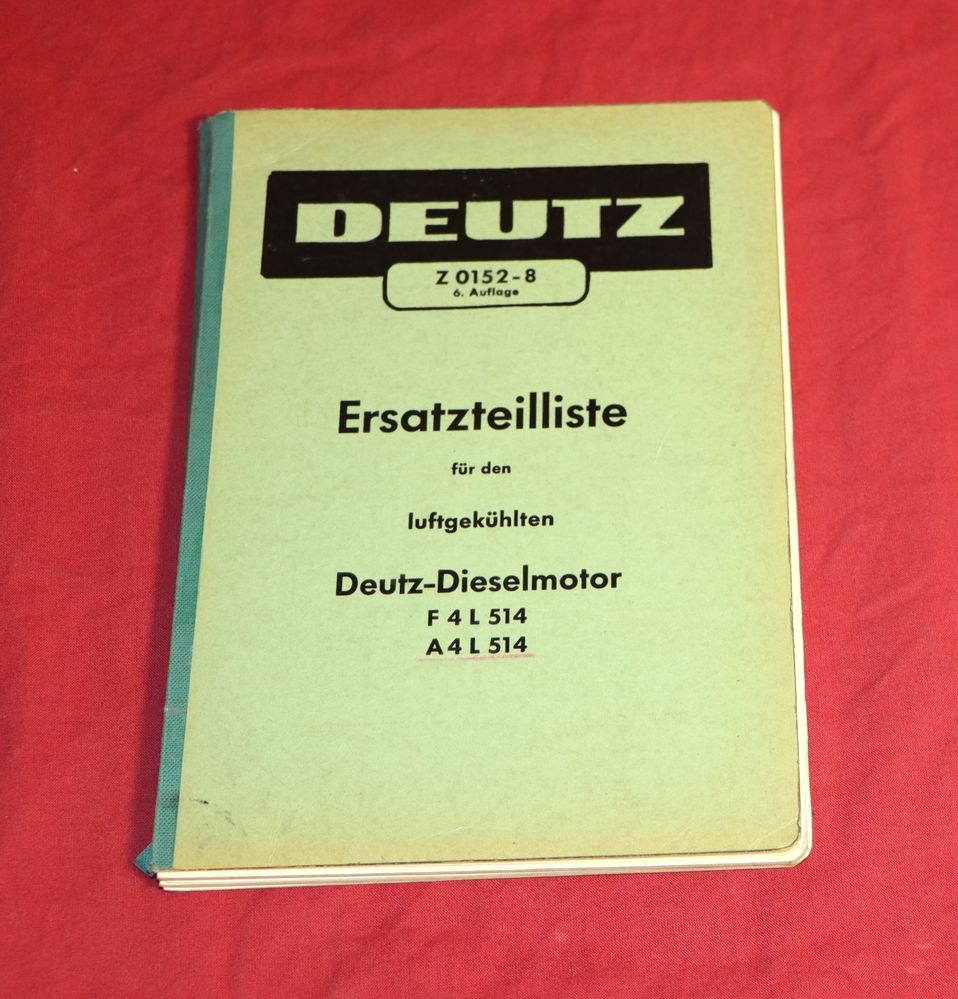 DEUTZ
Z 0152-8
6. Auflage
Ersatzteilliste
für den
luftgekühlten
Deutz-Dieselmotor
F 4 L 514
A 4 L 514